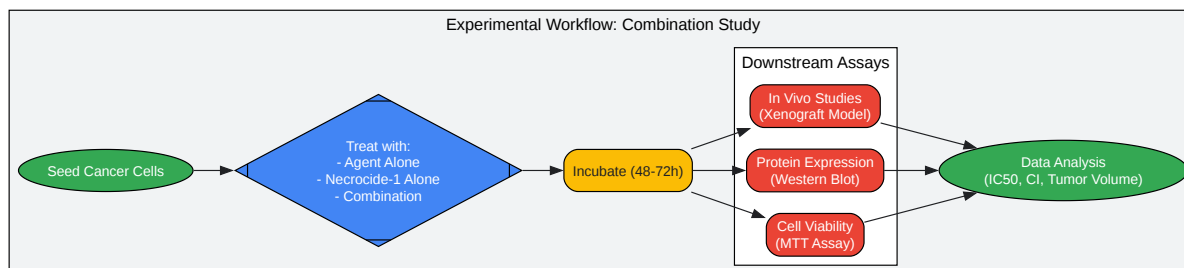 Experimental Workflow: Combination Study
Seed Cancer Cells
Treat with:
- Agent Alone
- Necrocide-1 Alone
- Combination
Incubate (48-72h)
Downstream Assays
In Vivo Studies
(Xenograft Model)
Protein Expression
(Western Blot)
Cell Viability
(MTT Assay)
Data Analysis
(IC50, CI, Tumor Volume)